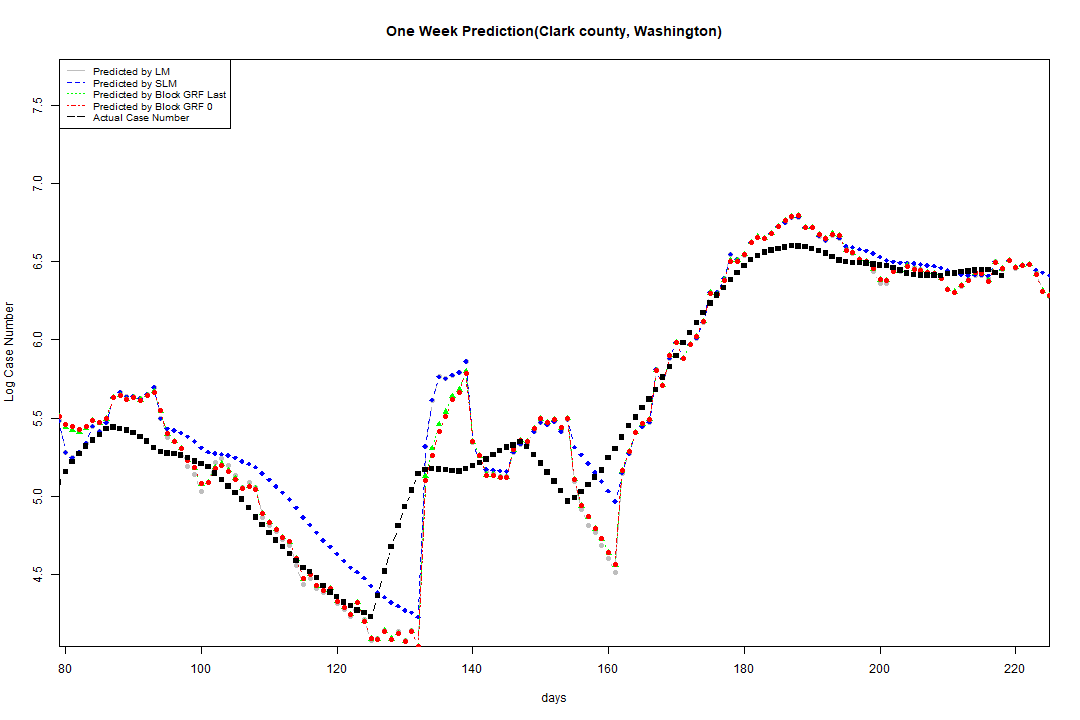 One Week Prediction(Clark county, Washington)
Predicted by LM
Predicted by SLM
Predicted by Block GRF Last
Predicted by Block GRF 0
Actual Case Number
Log Case Number
7.5
7.0
6.5
6.0
5.5
5.0
4.5
80 100 120 140 160 180 200 220
days